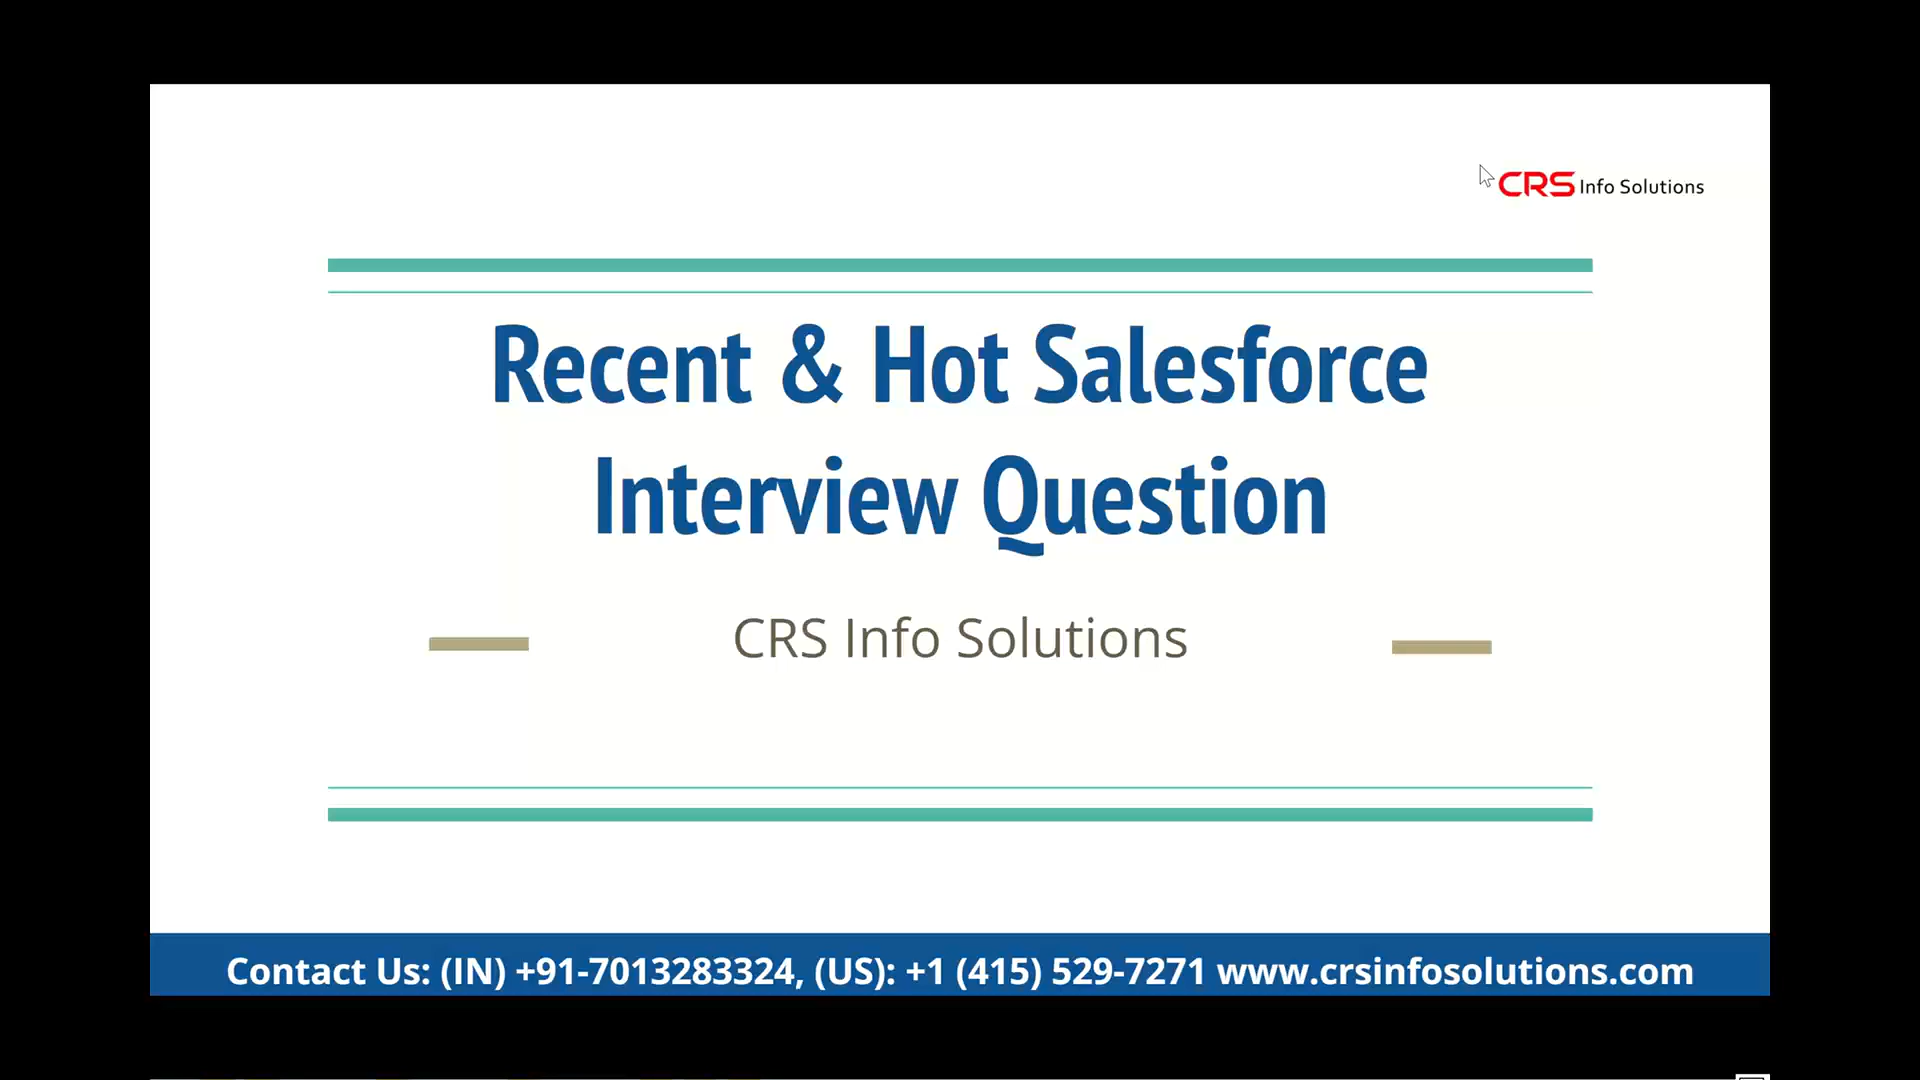 CRS Info Solutions
Recent & Hot Salesforce
Interview Question
CRS Info Solutions
Contact Us: (IN) +91-7013283324, (US): +1 (415) 529-7271 www.crsinfosolutions.com